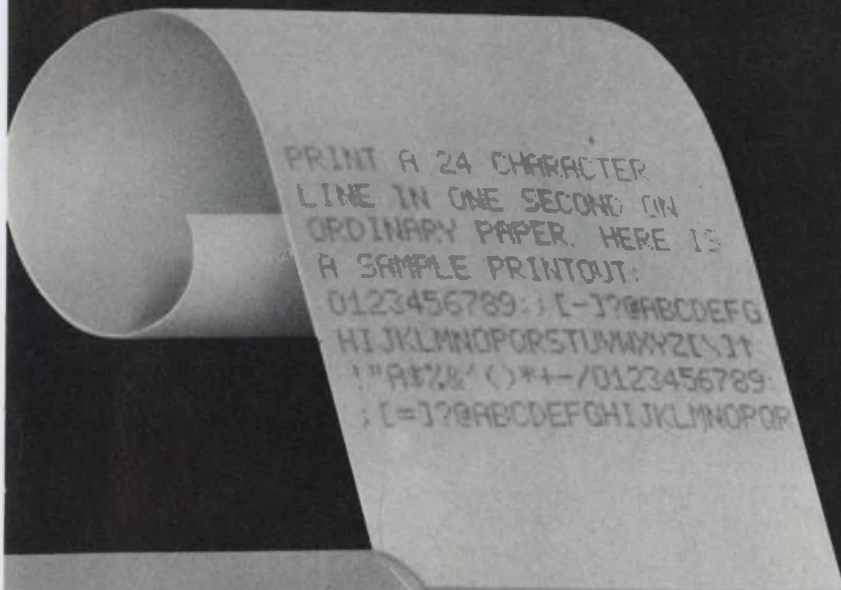 PRINT A 24 CHARACTER
LINE IN ONE SECOND ON
ORDINARY PAPER. HERE IS
A SAMPLE PRINTOUT:
0123456789:;[-]?@ABCDEFG
HIJKLMNOPQRSTUVWXYZ[\]↑
!"A$%&'()*+-/0123456789:
;[=]?@ABCDEFGHIJKLMNOPQR